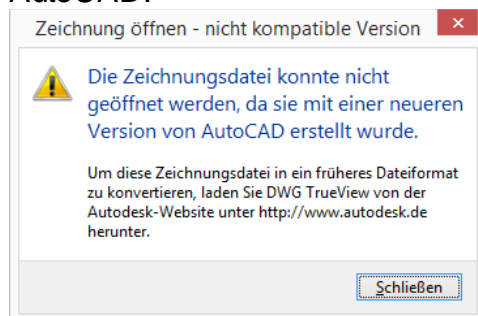 AutoCAD.
Zeichnung öffnen - nicht kompatible Version
Die Zeichnungsdatei konnte nicht
geöffnet werden, da sie mit einer neueren
Version von AutoCAD erstellt wurde.
Um diese Zeichnungsdatei in ein früheres Dateiformat
zu konvertieren, laden Sie DWG TrueView von der
Autodesk-Website unter http://www.autodesk.de
herunter.
Schließen